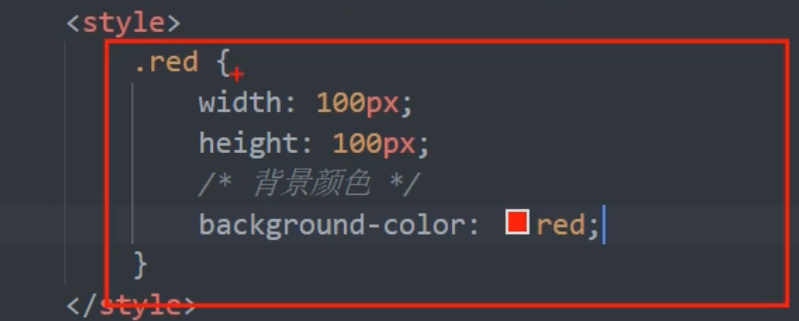 <style>
.red {
width: 100px;
height: 100px;
/* 背景颜色 */
background-color: red;
}
</style>